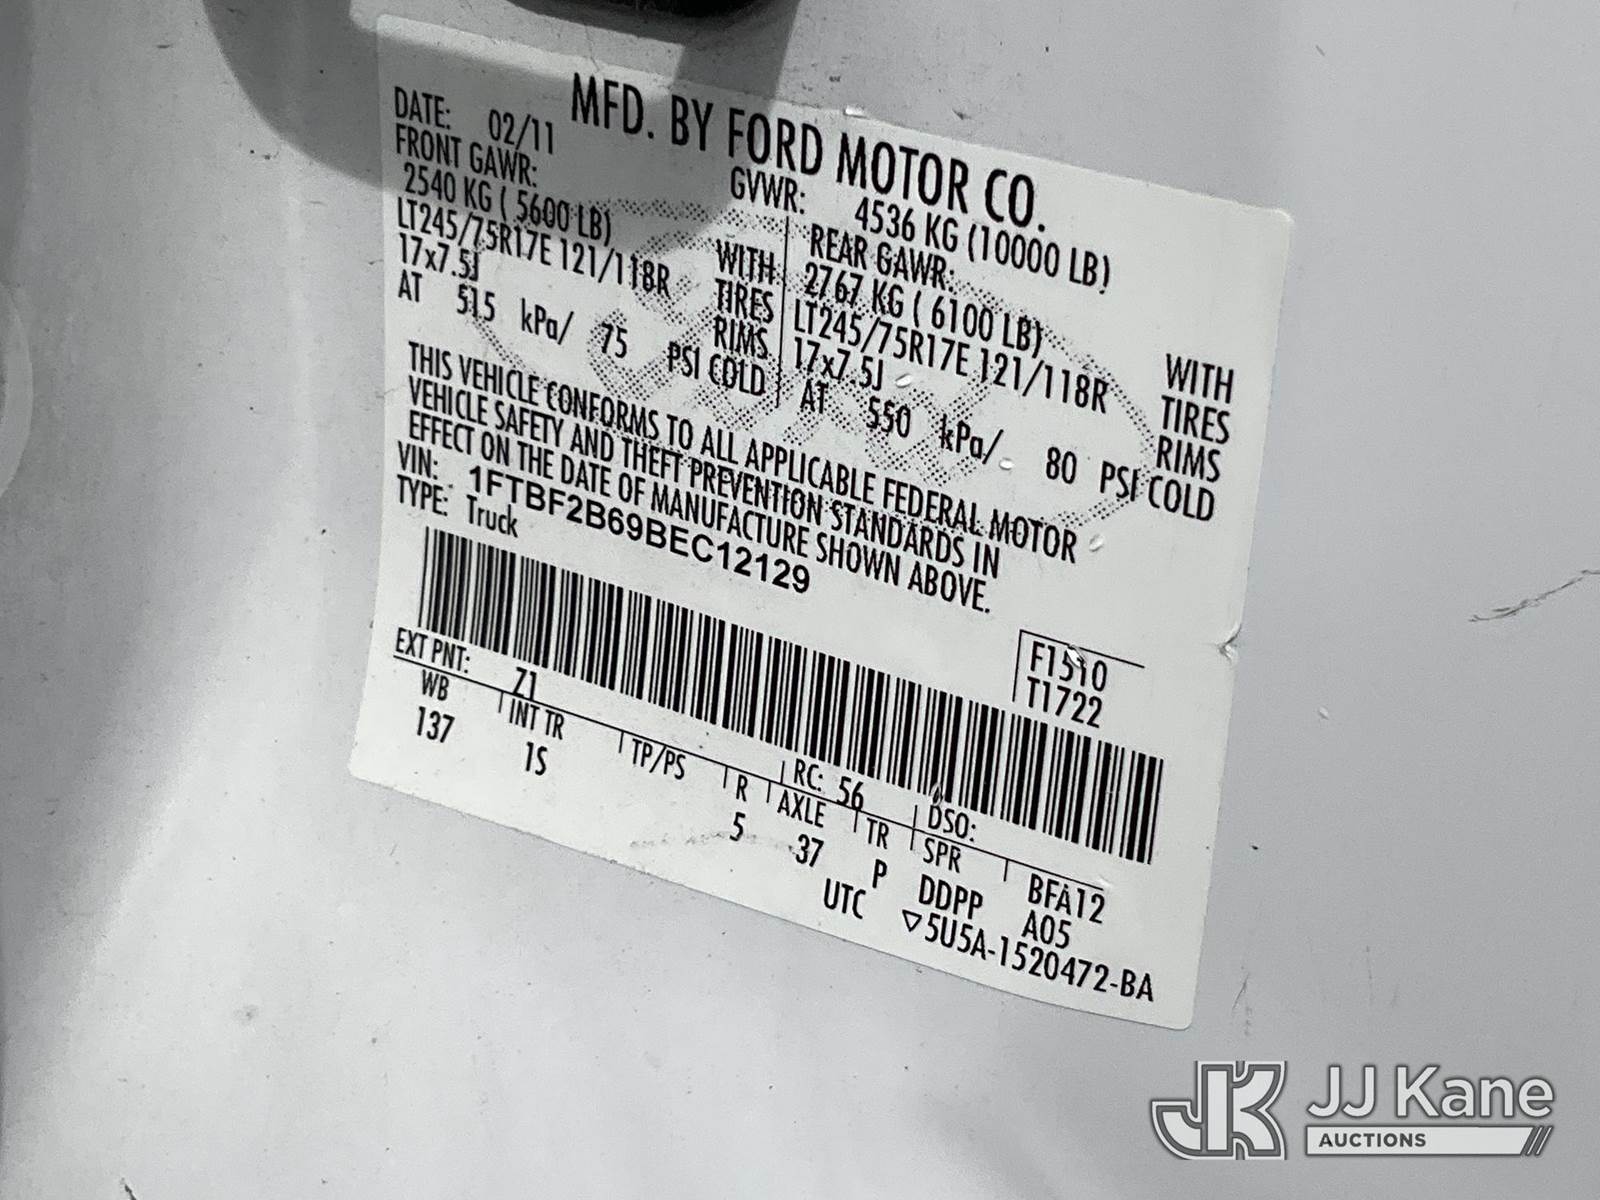 MFD. BY FORD MOTOR CO.
DATE: 02/11 GVWR: 4536 KG (10000 LB)
FRONT GAWR: REAR GAWR:
2540 KG ( 5600 LB) WITH 2767 KG ( 6100 LB) WITH
LT245/75R17E 121/118R TIRES LT245/75R17E 121/118R TIRES
17x7.5J RIMS 17x7.5J RIMS
AT 515 kPa/ 75 PSI COLD AT 550 kPa/ 80 PSI COLD
THIS VEHICLE CONFORMS TO ALL APPLICABLE FEDERAL MOTOR
VEHICLE SAFETY AND THEFT PREVENTION STANDARDS IN
EFFECT ON THE DATE OF MANUFACTURE SHOWN ABOVE.
VIN: 1FTBF2B69BEC12129
TYPE: Truck
F1510
T1722
EXT PNT: Z1 RC: 56 DSO:
WB INT TR TP/PS R AXLE TR SPR BFA12
137 1S 5 37 P DDPP A05
UTC ▽5U5A-1520472-BA
JJ Kane
AUCTIONS